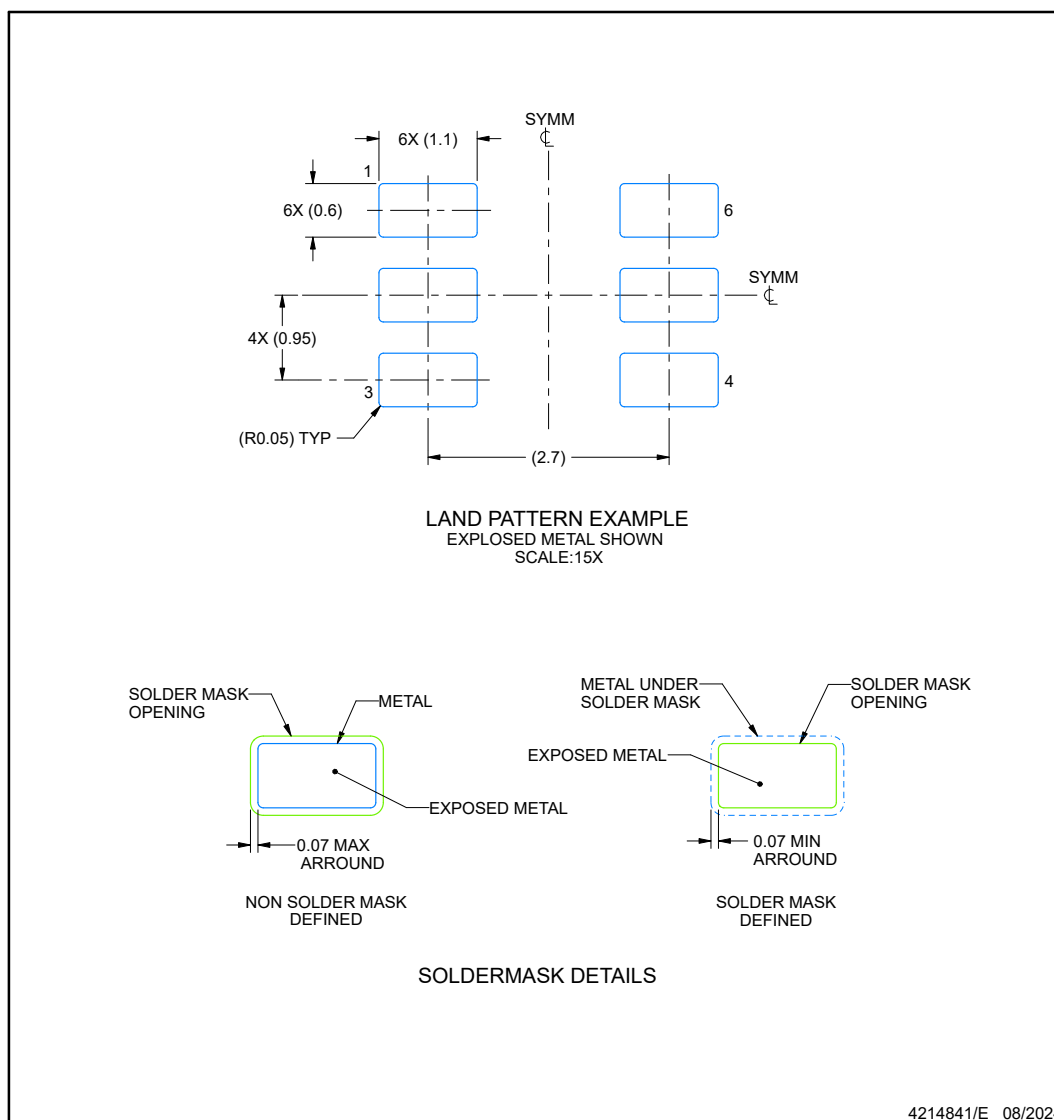 SYMM
℄
6X (1.1)
1
6X (0.6)
6
SYMM
℄
4X (0.95)
3
4
(R0.05) TYP
(2.7)
LAND PATTERN EXAMPLE
EXPLOSED METAL SHOWN
SCALE:15X
SOLDER MASK
OPENING
METAL
EXPOSED METAL
0.07 MAX
ARROUND
NON SOLDER MASK
DEFINED
METAL UNDER
SOLDER MASK
SOLDER MASK
OPENING
EXPOSED METAL
0.07 MIN
ARROUND
SOLDER MASK
DEFINED
SOLDERMASK DETAILS
4214841/E